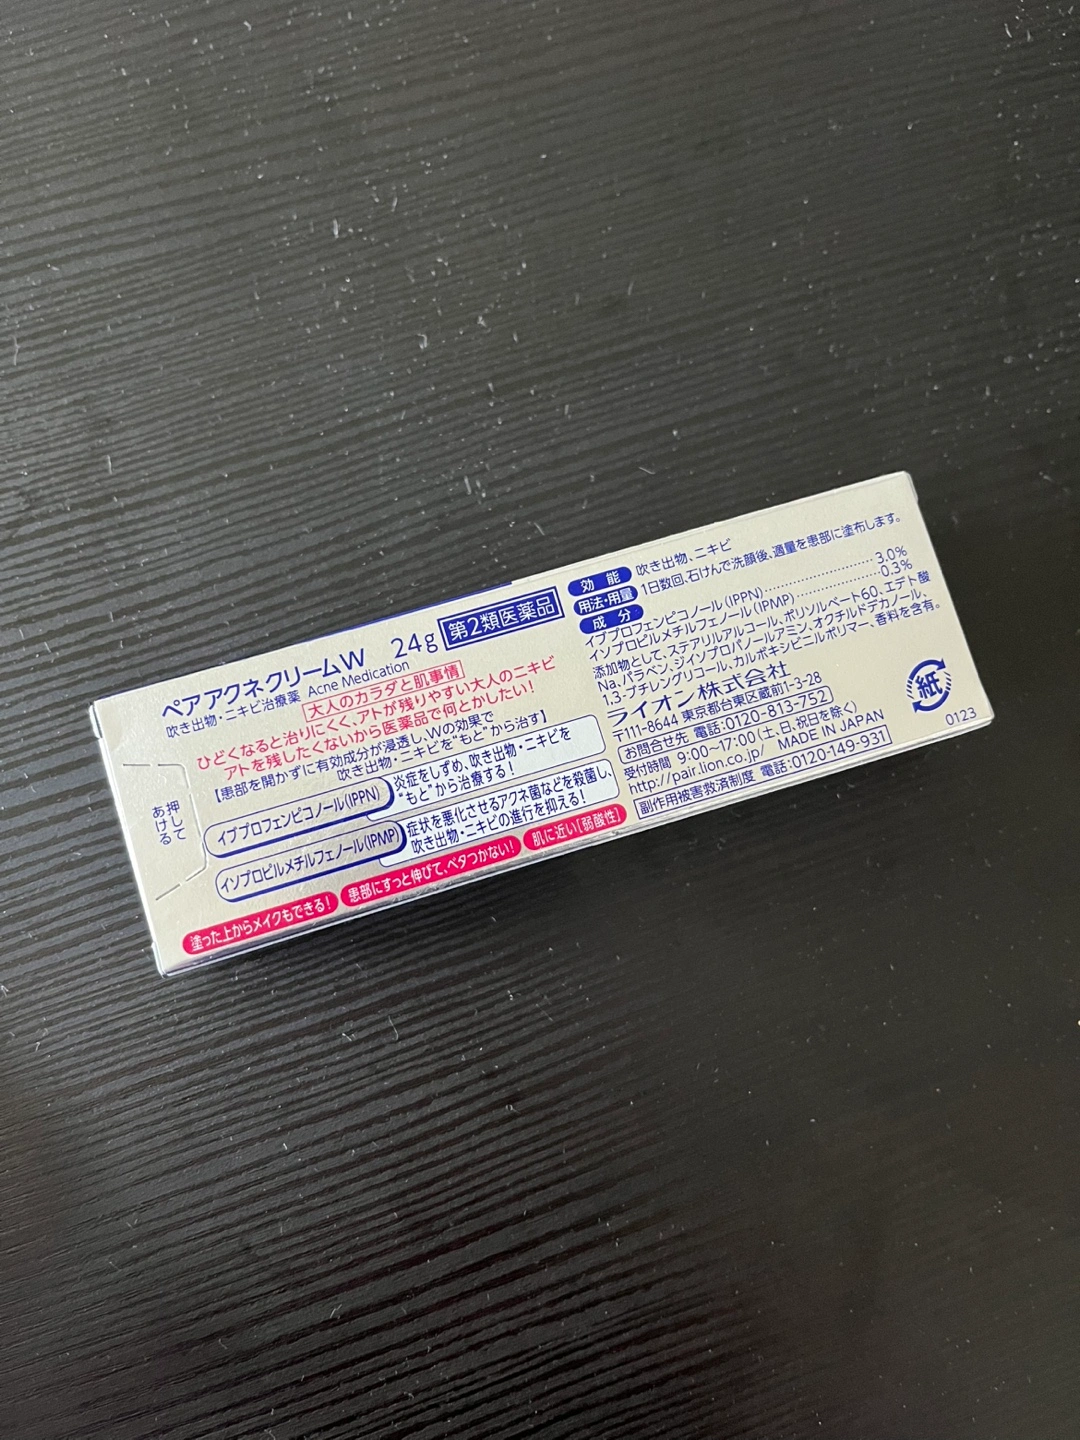 ペアアクネクリームW 24g 第2類医薬品
吹き出物・ニキビ治療薬 Acne Medication
大人のカラダと肌事情
ひどくなると治りにくく、アトが残りやすい大人のニキビ
アトを残したくないから医薬品で何とかしたい!
【患部を開かずに有効成分が浸透し、Wの効果で
吹き出物・ニキビを“もと”から治す】
イブプロフェンピコノール(IPPN)
炎症をしずめ、吹き出物・ニキビを
“もと”から治療する!
イソプロピルメチルフェノール(IPMP)
症状を悪化させるアクネ菌などを殺菌し、
吹き出物・ニキビの進行を抑える!
塗った上からメイクもできる! 患部にすっと伸びて、ベタつかない! 肌に近い[弱酸性]
押して
あける
効能 吹き出物、ニキビ
用法・用量 1日数回、石けんで洗顔後、適量を患部に塗布します。
成分
イブプロフェンピコノール(IPPN)……………3.0%
イソプロピルメチルフェノール(IPMP)……………0.3%
添加物として、ステアリルアルコール、ポリソルベート60、エデト酸
Na、パラベン、ジイソプロパノールアミン、オクチルドデカノール、
1,3-ブチレングリコール、カルボキシビニルポリマー、香料を含有。
ライオン株式会社
〒111-8644 東京都台東区蔵前1-3-28
お問合せ先 電話:0120-813-752
受付時間 9:00~17:00(土、日、祝日を除く)
http://pair.lion.co.jp/ MADE IN JAPAN
副作用被害救済制度 電話:0120-149-931
紙
0123